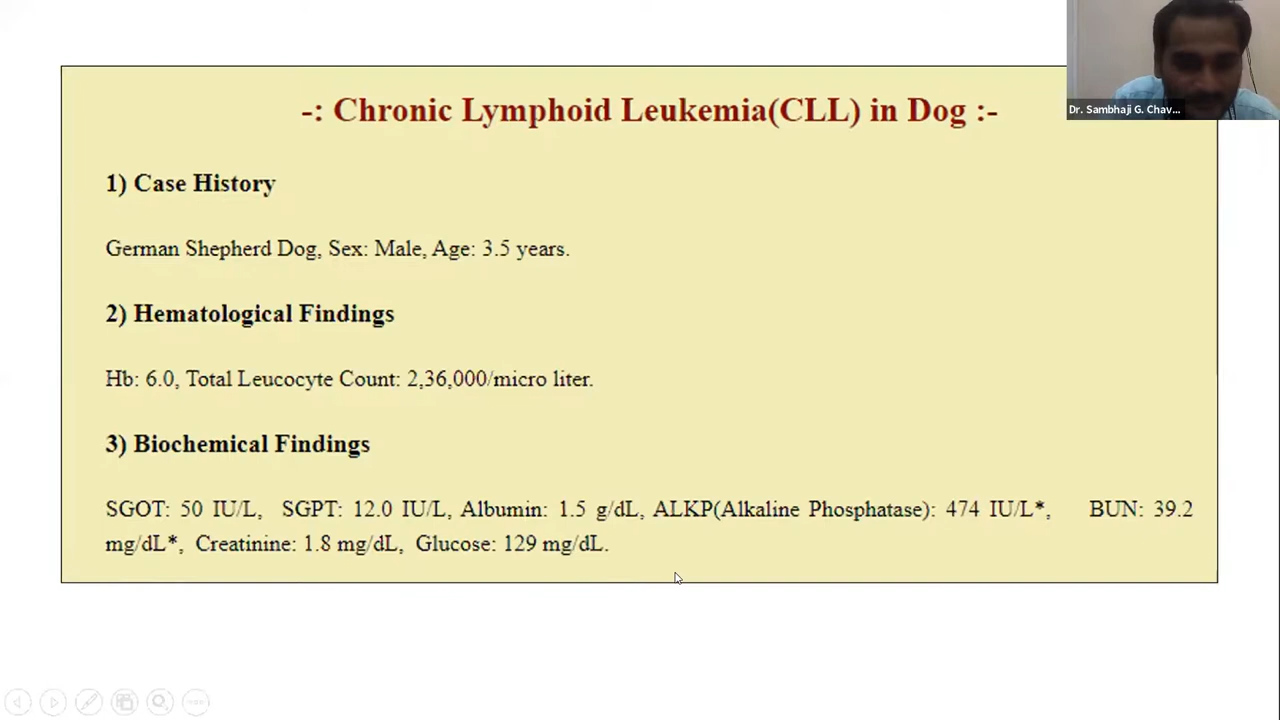 -: Chronic Lymphoid Leukemia(CLL) in Dog :-
Dr. Sambhaji G. Chav...
1) Case History
German Shepherd Dog, Sex: Male, Age: 3.5 years.
2) Hematological Findings
Hb: 6.0, Total Leucocyte Count: 2,36,000/micro liter.
3) Biochemical Findings
SGOT: 50 IU/L, SGPT: 12.0 IU/L, Albumin: 1.5 g/dL, ALKP(Alkaline Phosphatase): 474 IU/L*, BUN: 39.2
mg/dL*, Creatinine: 1.8 mg/dL, Glucose: 129 mg/dL.